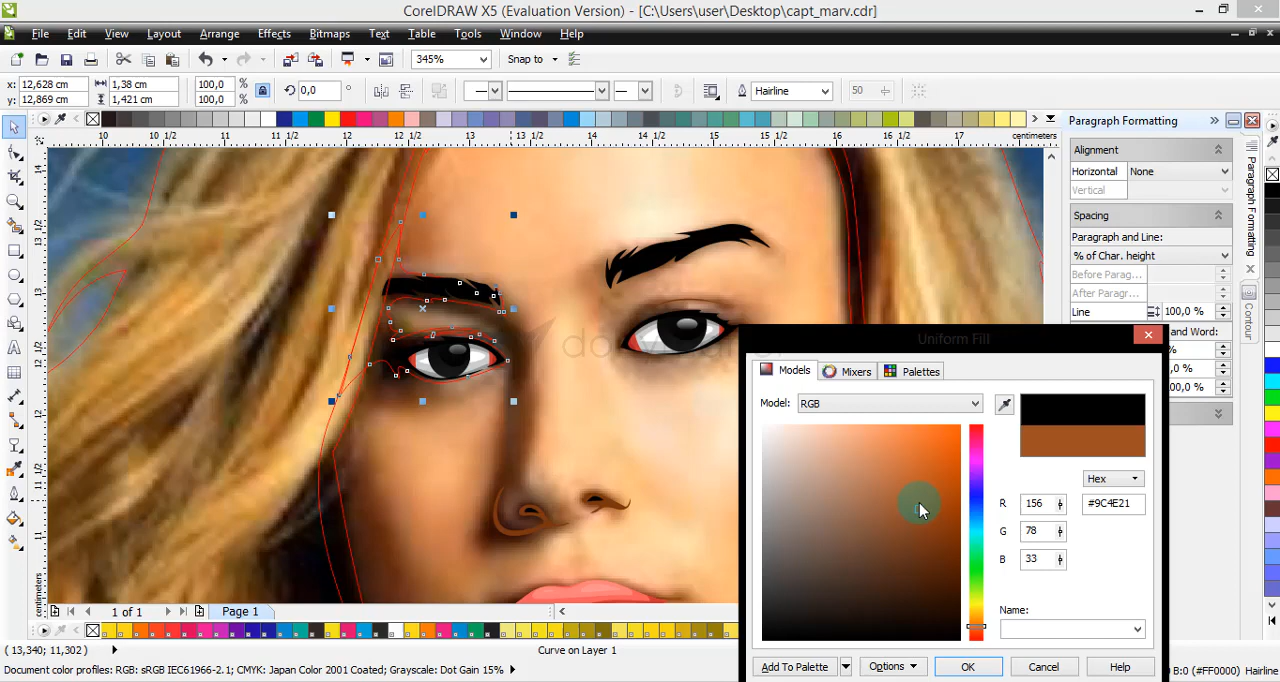 CorelDRAW X5 (Evaluation Version) - [C:\Users\user\Desktop\capt_marv.cdr]
File Edit View Layout Arrange Effects Bitmaps Text Table Tools Window Help
345% Snap to
x: 12,628 cm 1,38 cm 100,0 % 0,0 ° Hairline 50
y: 12,869 cm 1,421 cm 100,0 %
10 10 1/2 11 11 1/2 12 12 1/2 13 13 1/2 14 14 1/2 15 15 1/2 16 16 1/2 17 centimeters
Paragraph Formatting
Alignment
Horizontal None
Vertical
Spacing
Paragraph and Line:
% of Char. height
Before Parag...
After Paragr...
Line 100,0 %
and Word:
Paragraph Formatting
Contour
Uniform Fill
Models Mixers Palettes
Model: RGB
Hex
R 156 #9C4E21
G 78
B 33
Name:
Add To Palette Options OK Cancel Help
1 of 1 Page 1
(13,340; 11,302) Curve on Layer 1
Document color profiles: RGB: sRGB IEC61966-2.1; CMYK: Japan Color 2001 Coated; Grayscale: Dot Gain 15%
B:0 (#FF0000) Hairline